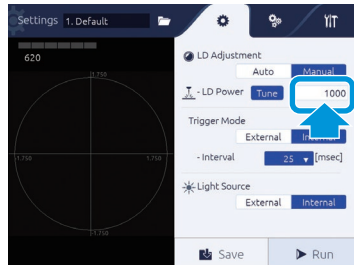 Settings 1. Default
620
1.750
-1.750
1.750
-1.750
LD Adjustment
Auto Manual
- LD Power Tune 1000
Trigger Mode
External Internal
- Interval 25 [msec]
Light Source
External Internal
Save Run